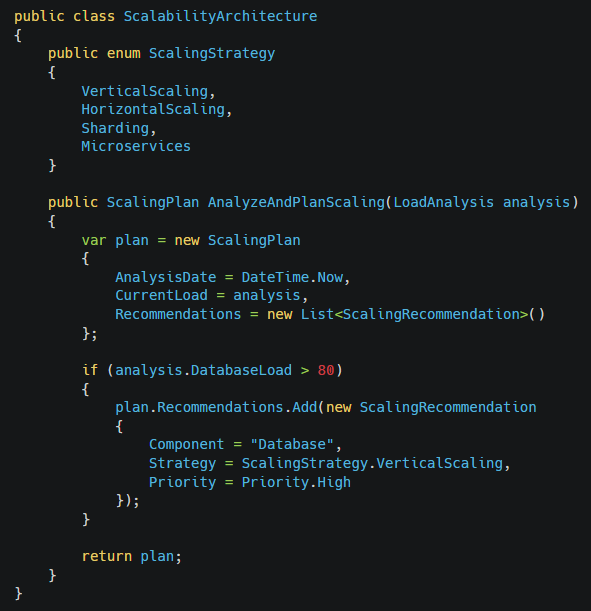 public class ScalabilityArchitecture
{
    public enum ScalingStrategy
    {
        VerticalScaling,
        HorizontalScaling,
        Sharding,
        Microservices
    }

    public ScalingPlan AnalyzeAndPlanScaling(LoadAnalysis analysis)
    {
        var plan = new ScalingPlan
        {
            AnalysisDate = DateTime.Now,
            CurrentLoad = analysis,
            Recommendations = new List<ScalingRecommendation>()
        };

        if (analysis.DatabaseLoad > 80)
        {
            plan.Recommendations.Add(new ScalingRecommendation
            {
                Component = "Database",
                Strategy = ScalingStrategy.VerticalScaling,
                Priority = Priority.High
            });
        }

        return plan;
    }
}